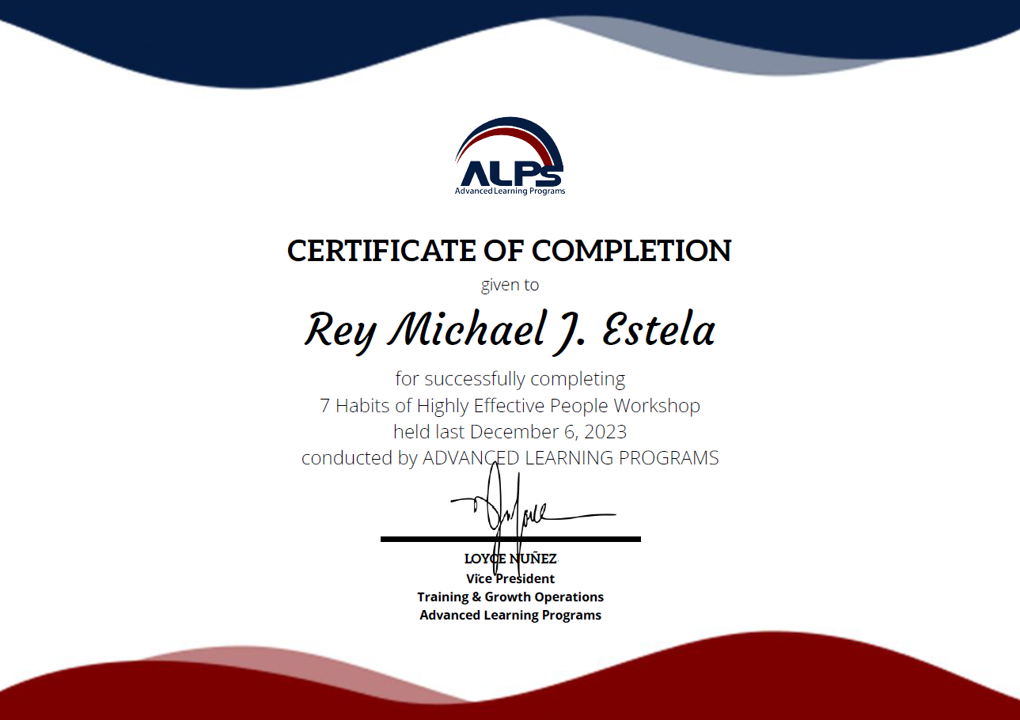 ALPs
Advanced Learning Programs
CERTIFICATE OF COMPLETION
given to
Rey Michael J. Estela
for successfully completing
7 Habits of Highly Effective People Workshop
held last December 6, 2023
conducted by ADVANCED LEARNING PROGRAMS
LOYCE NUÑEZ
Vice President
Training & Growth Operations
Advanced Learning Programs